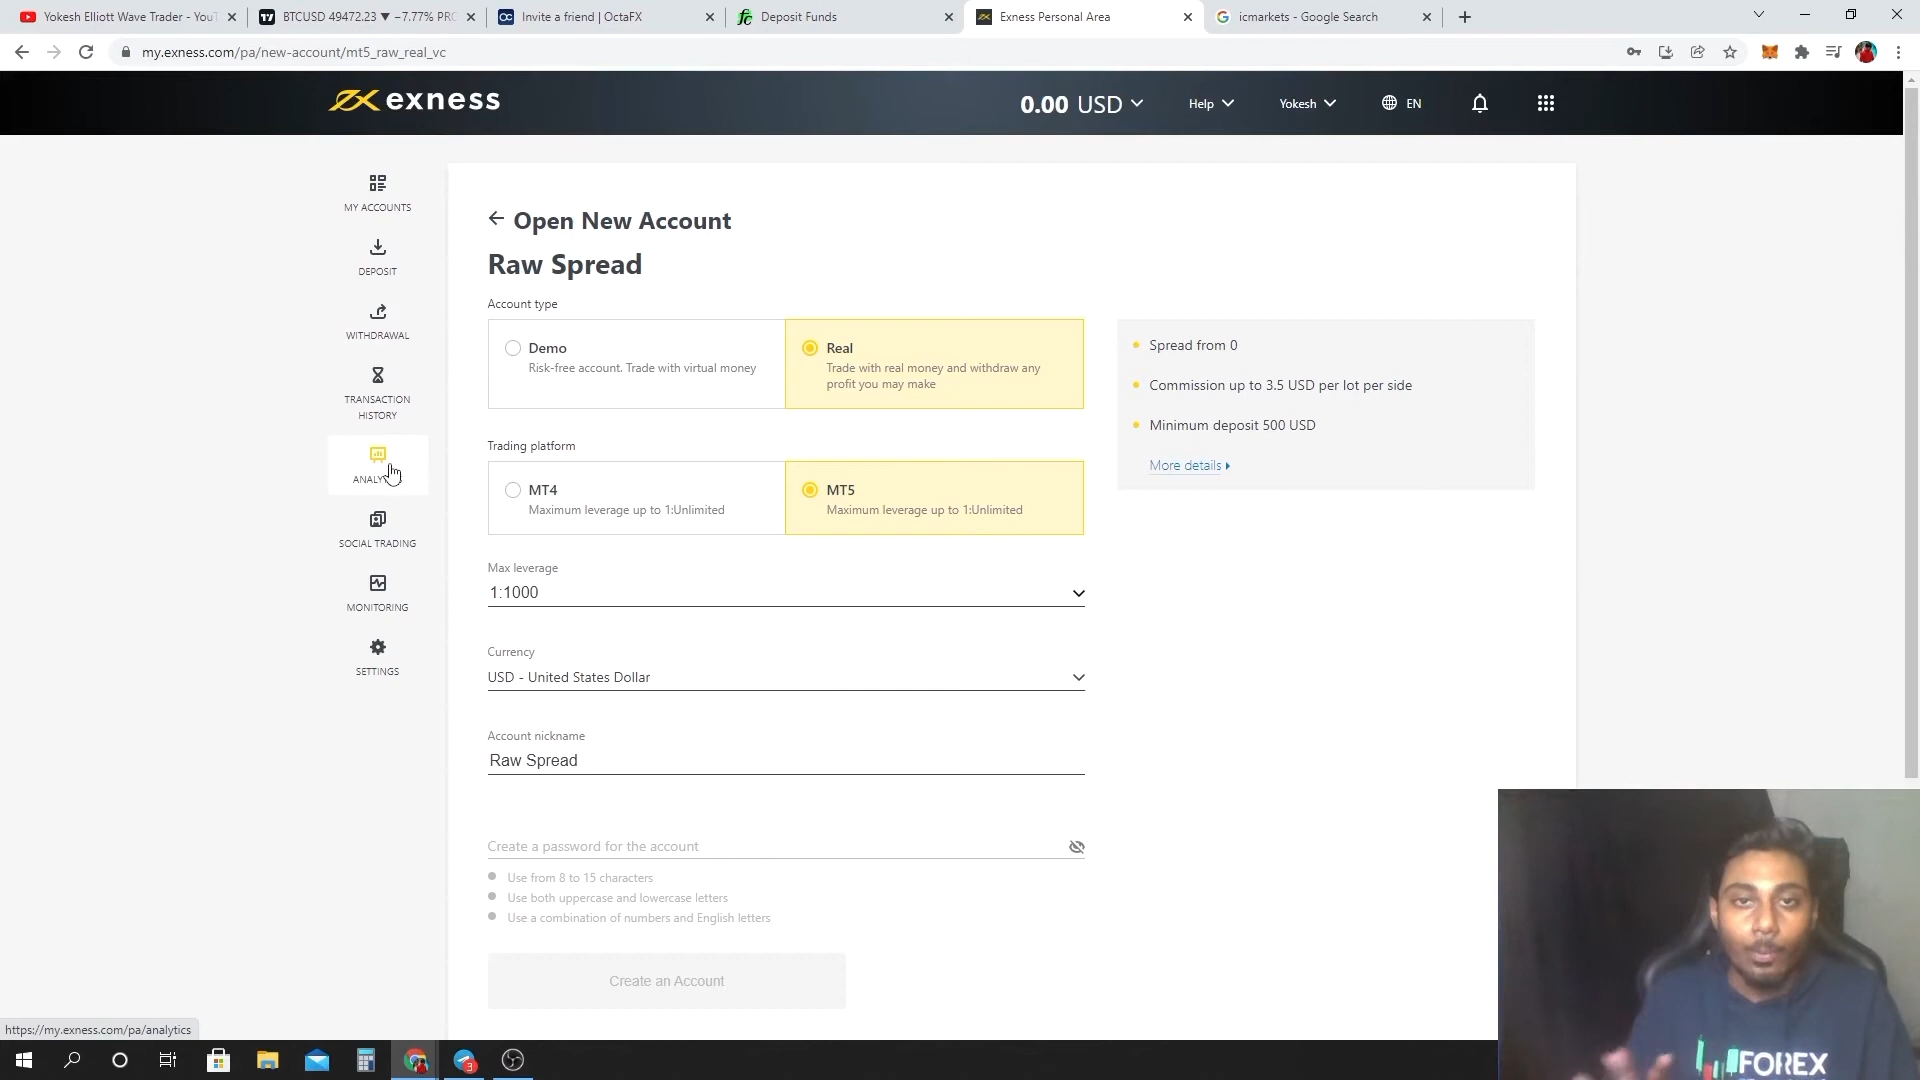 Yokesh Elliott Wave Trader - YouT
BTCUSD 49472.23 ▼ −7.77% PRO
Invite a friend | OctaFX
Deposit Funds
Exness Personal Area
icmarkets - Google Search
my.exness.com/pa/new-account/mt5_raw_real_vc
exness
0.00 USD
Help
Yokesh
EN
MY ACCOUNTS
DEPOSIT
WITHDRAWAL
TRANSACTION
HISTORY
SOCIAL TRADING
MONITORING
SETTINGS
Open New Account
Raw Spread
Account type
Demo
Risk-free account. Trade with virtual money
Real
Trade with real money and withdraw any
profit you may make
Trading platform
MT4
Maximum leverage up to 1:Unlimited
MT5
Maximum leverage up to 1:Unlimited
Max leverage
1:1000
Currency
USD - United States Dollar
Account nickname
Raw Spread
Create a password for the account
Use from 8 to 15 characters
Use both uppercase and lowercase letters
Use a combination of numbers and English letters
Create an Account
Spread from 0
Commission up to 3.5 USD per lot per side
Minimum deposit 500 USD
More details
https://my.exness.com/pa/analytics
3
FOREX